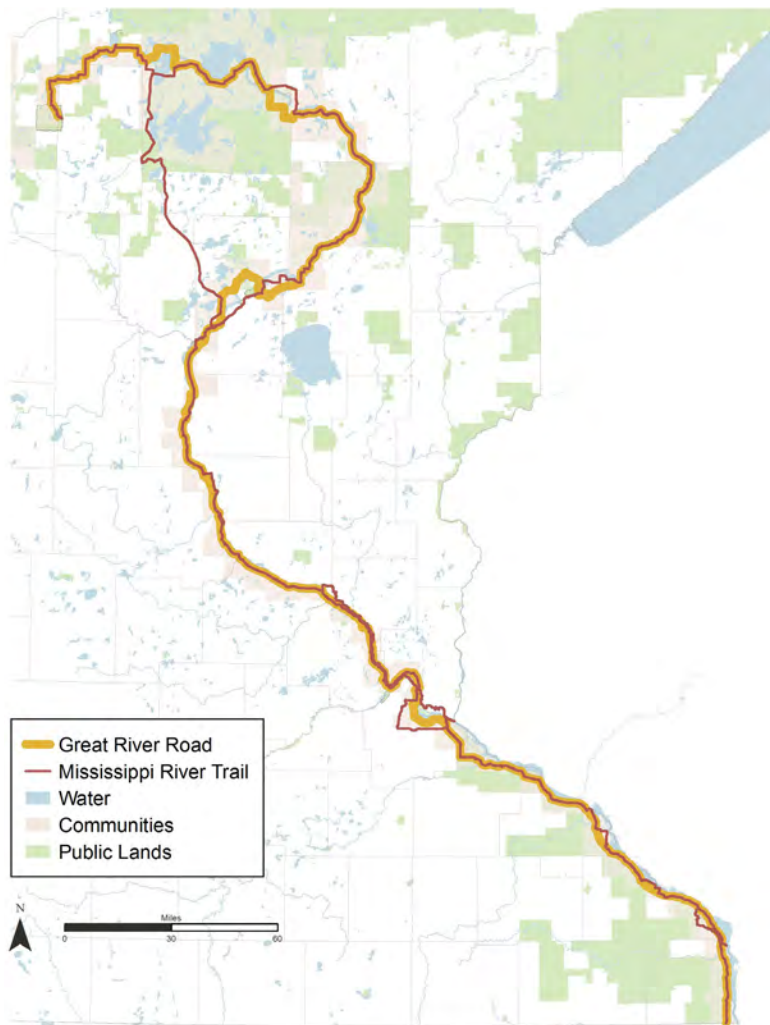 Great River Road
Mississippi River Trail
Water
Communities
Public Lands
N
Miles
0 30 60